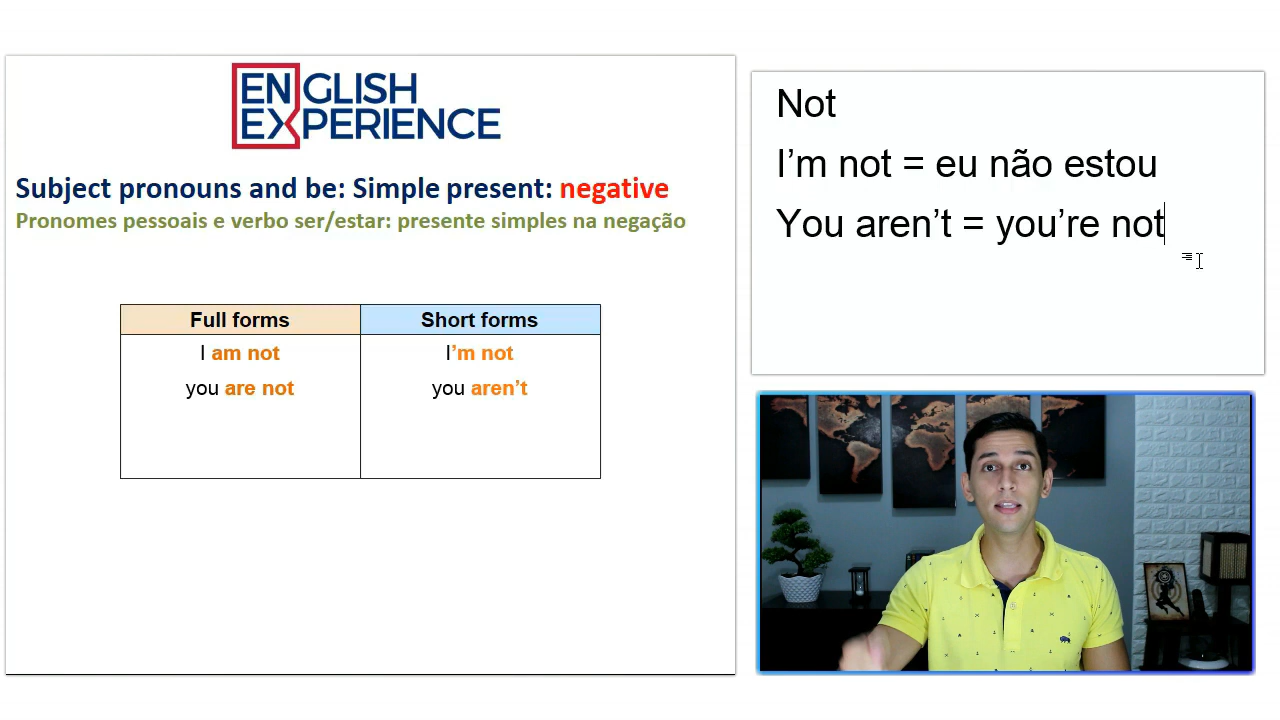 ENGLISH
EXPERIENCE
Subject pronouns and be: Simple present: negative
Pronomes pessoais e verbo ser/estar: presente simples na negação
Full forms Short forms
I am not I’m not
you are not you aren’t
Not
I’m not = eu não estou
You aren’t = you’re not